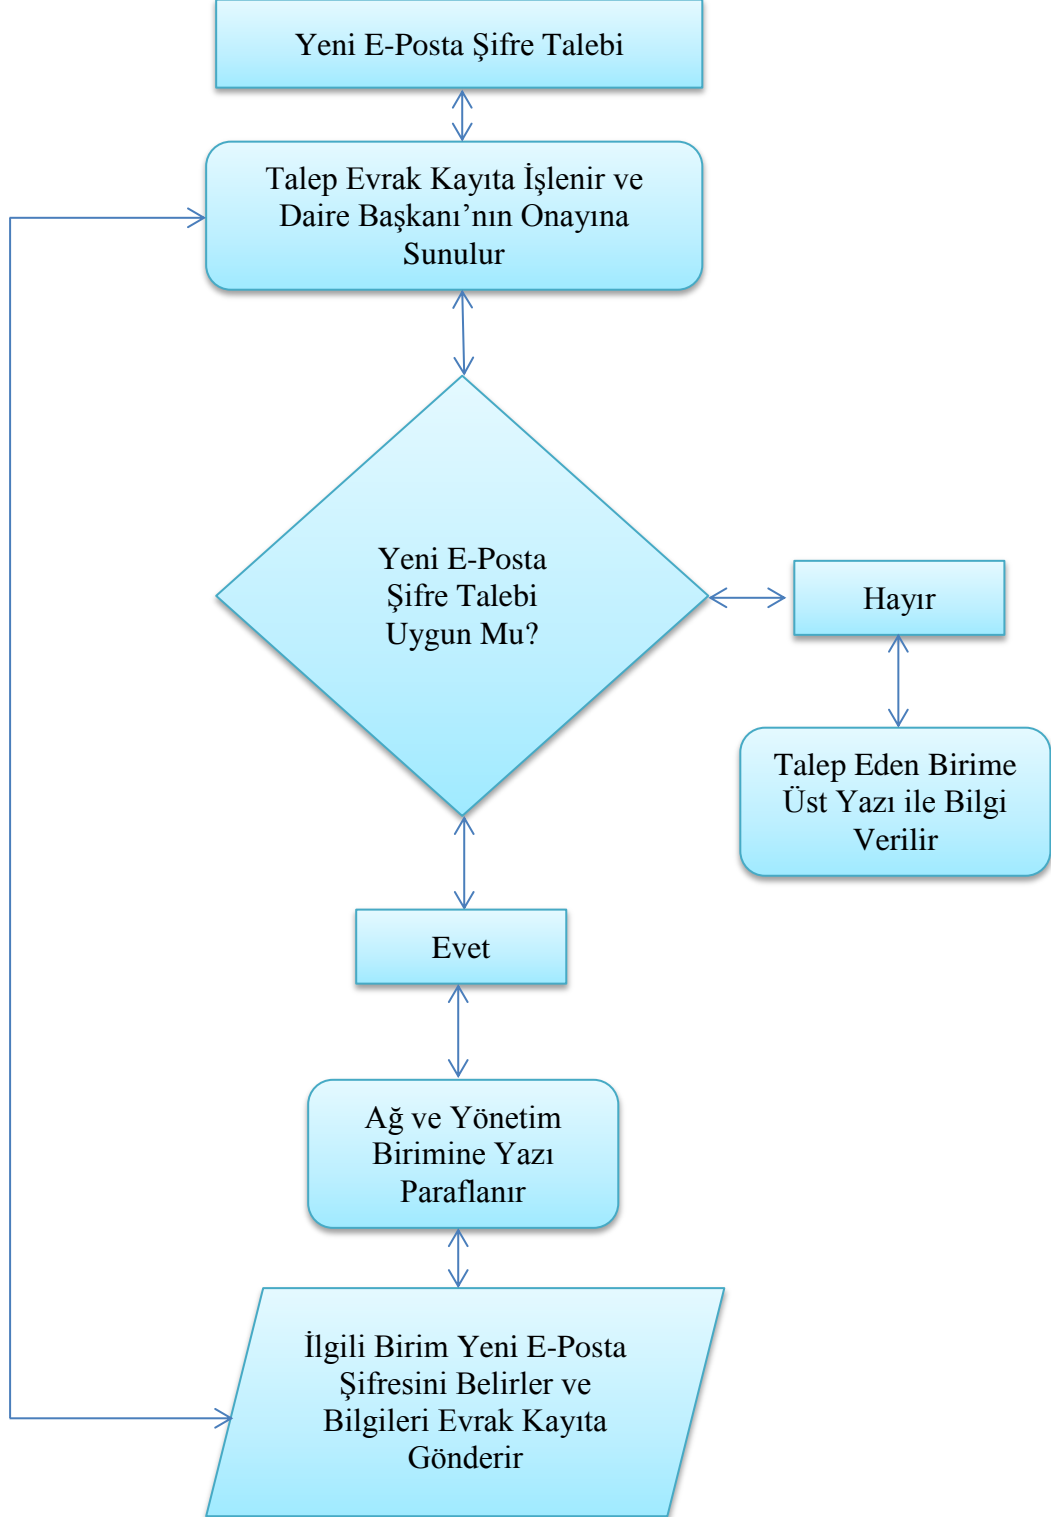 Yeni E-Posta Şifre Talebi
Talep Evrak Kayıta İşlenir ve
Daire Başkanı’nın Onayına
Sunulur
Yeni E-Posta
Şifre Talebi
Uygun Mu?
Hayır
Talep Eden Birime
Üst Yazı ile Bilgi
Verilir
Evet
Ağ ve Yönetim
Birimine Yazı
Paraflanır
İlgili Birim Yeni E-Posta
Şifresini Belirler ve
Bilgileri Evrak Kayıta
Gönderir